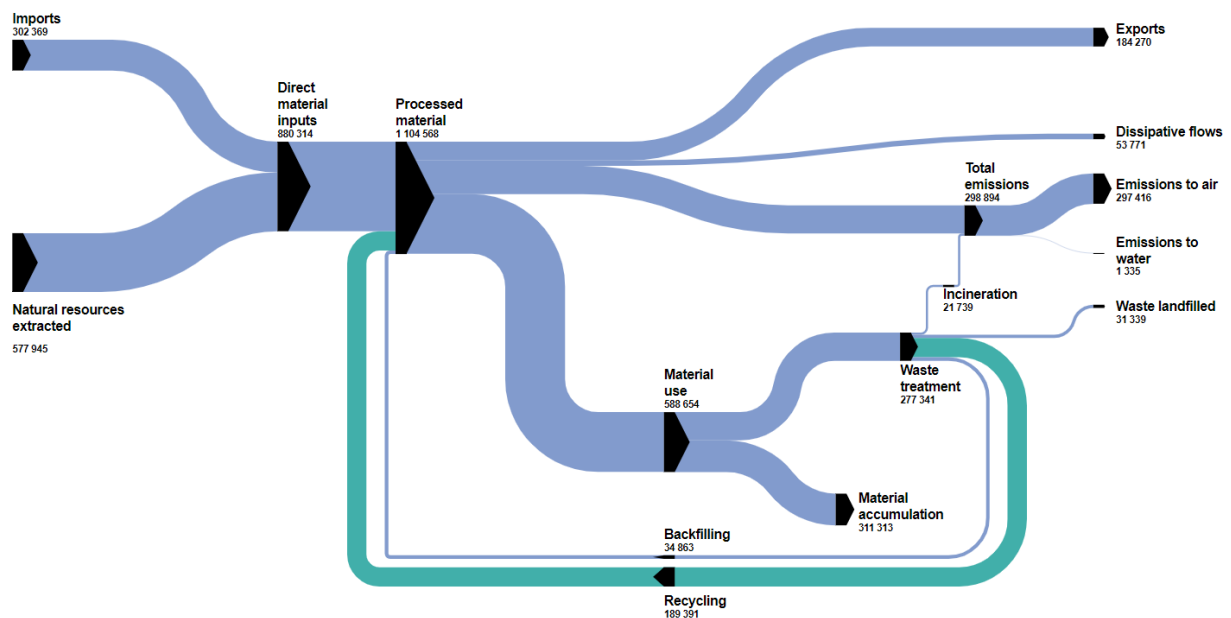 Imports
302 369
Exports
184 270
Direct
material
inputs
880 314
Processed
material
1 104 568
Dissipative flows
53 771
Total
emissions
298 894
Emissions to air
297 416
Emissions to
water
1 335
Natural resources
extracted
577 945
Incineration
21 739
Waste landfilled
31 339
Waste
treatment
277 341
Material
use
588 654
Material
accumulation
311 313
Backfilling
34 863
Recycling
189 391